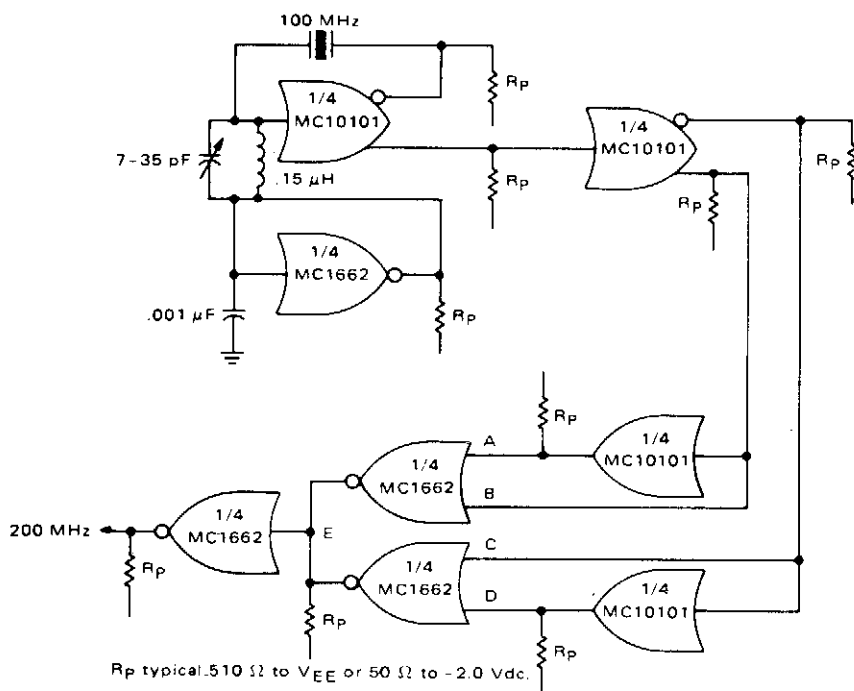 100 MHz
RP
1/4
MC10101
1/4
MC10101
7-35 pF
.15 µH
RP
RP
RP
1/4
MC1662
.001 µF
RP
RP
A
1/4
MC10101
1/4
MC1662
B
200 MHz
1/4
MC1662
E
C
1/4
MC1662
D
1/4
MC10101
RP
RP
RP
RP typical 510 Ω to VEE or 50 Ω to -2.0 Vdc.